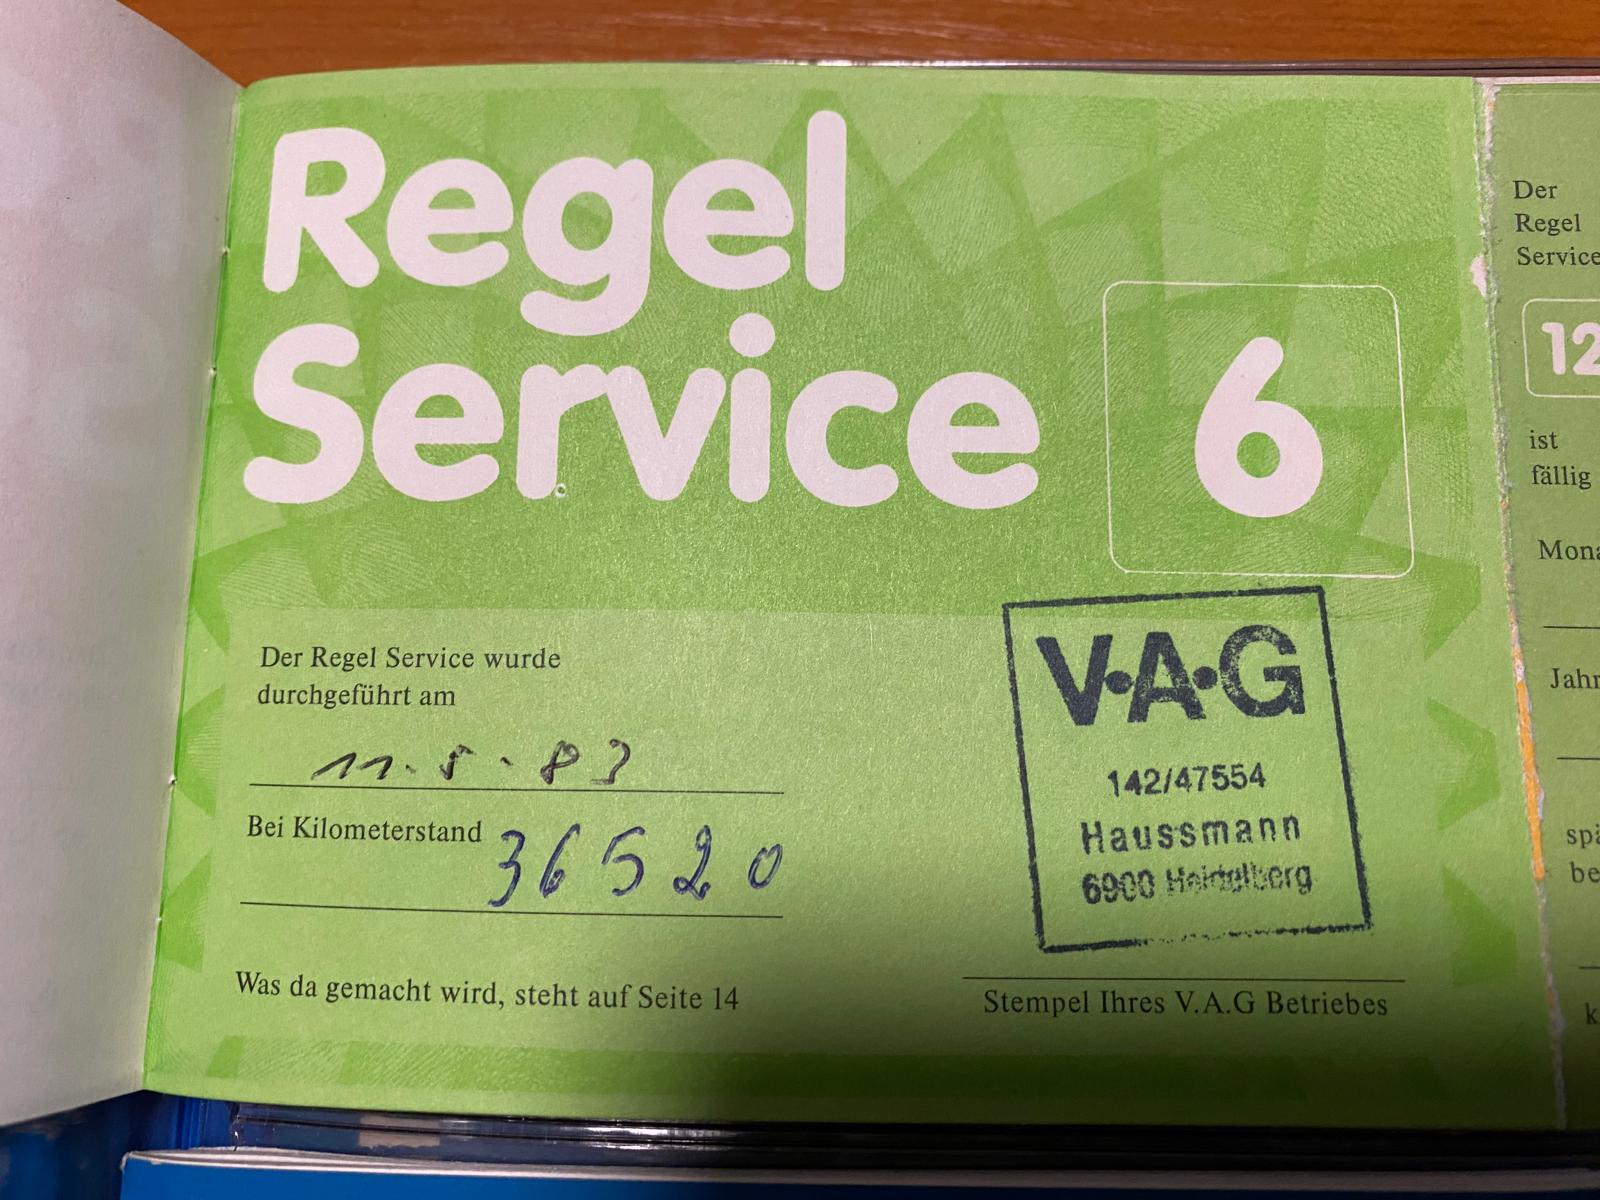 Regel
Service
6
Der Regel Service wurde
durchgeführt am
11.5.83
Bei Kilometerstand 36520
Was da gemacht wird, steht auf Seite 14
V·A·G
142/47554
Haussmann
6900 Heidelberg
Stempel Ihres V.A.G Betriebes
Der
Regel
Service
12
ist
fällig